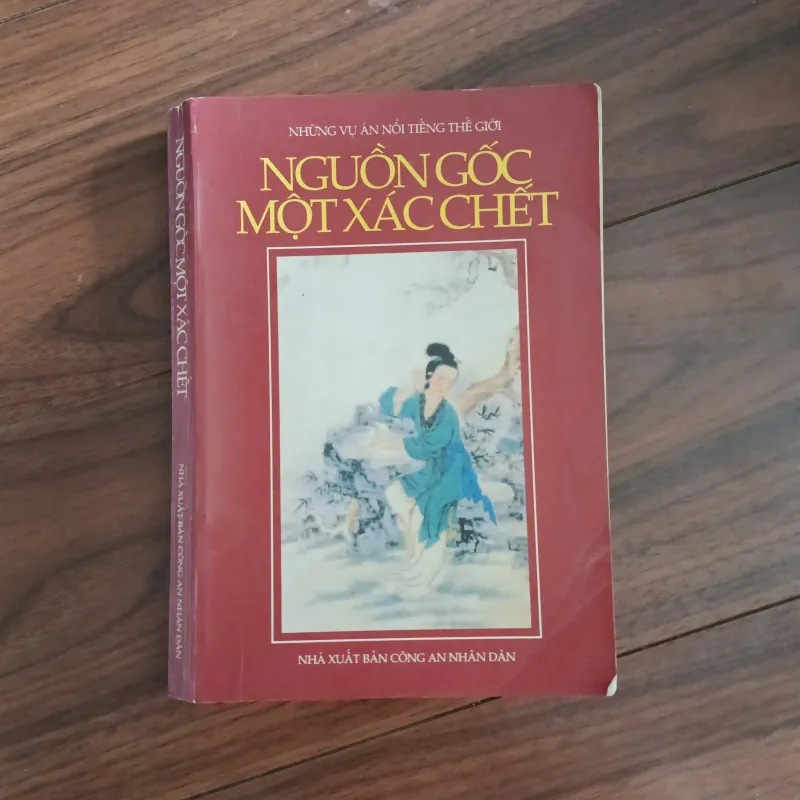 NHỮNG VỤ ÁN NỔI TIẾNG THẾ GIỚI
NGUỒN GỐC
MỘT XÁC CHẾT
NHÀ XUẤT BẢN CÔNG AN NHÂN DÂN
NGUỒN GỐC MỘT XÁC CHẾT
NHÀ XUẤT BẢN CÔNG AN NHÂN DÂN